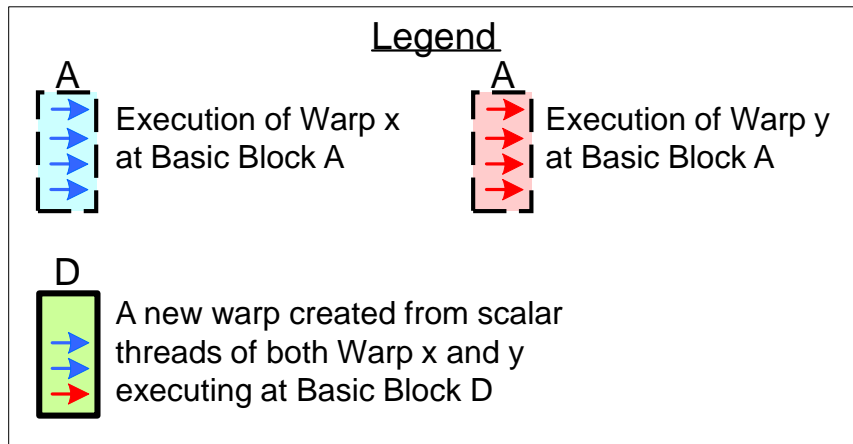 Legend
A
Execution of Warp x
at Basic Block A
A
Execution of Warp y
at Basic Block A
D
A new warp created from scalar
threads of both Warp x and y
executing at Basic Block D